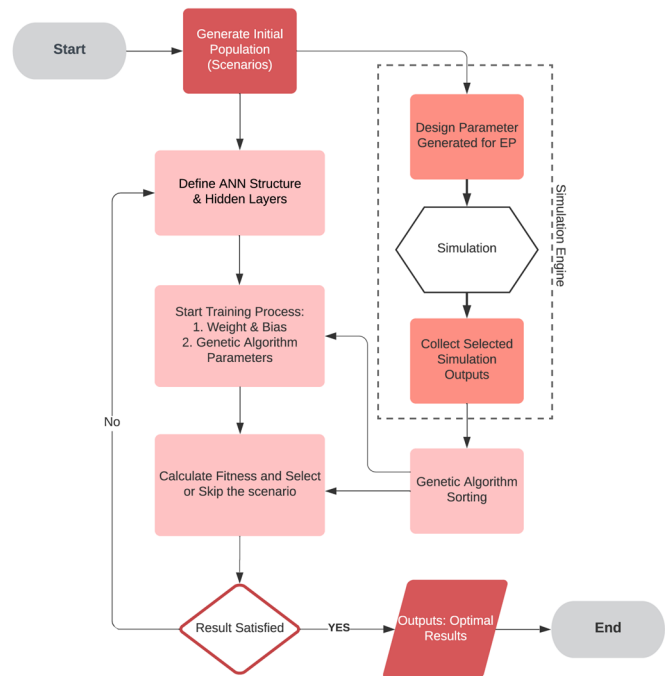 Start
Generate Initial
Population
(Scenarios)
Design Parameter
Generated for EP
Define ANN Structure
& Hidden Layers
Simulation
Simulation Engine
Start Training Process:
1. Weight & Bias
2. Genetic Algorithm
Parameters
Collect Selected
Simulation
Outputs
No
Calculate Fitness and Select
or Skip the scenario
Genetic Algorithm
Sorting
Result Satisfied
YES
Outputs: Optimal
Results
End